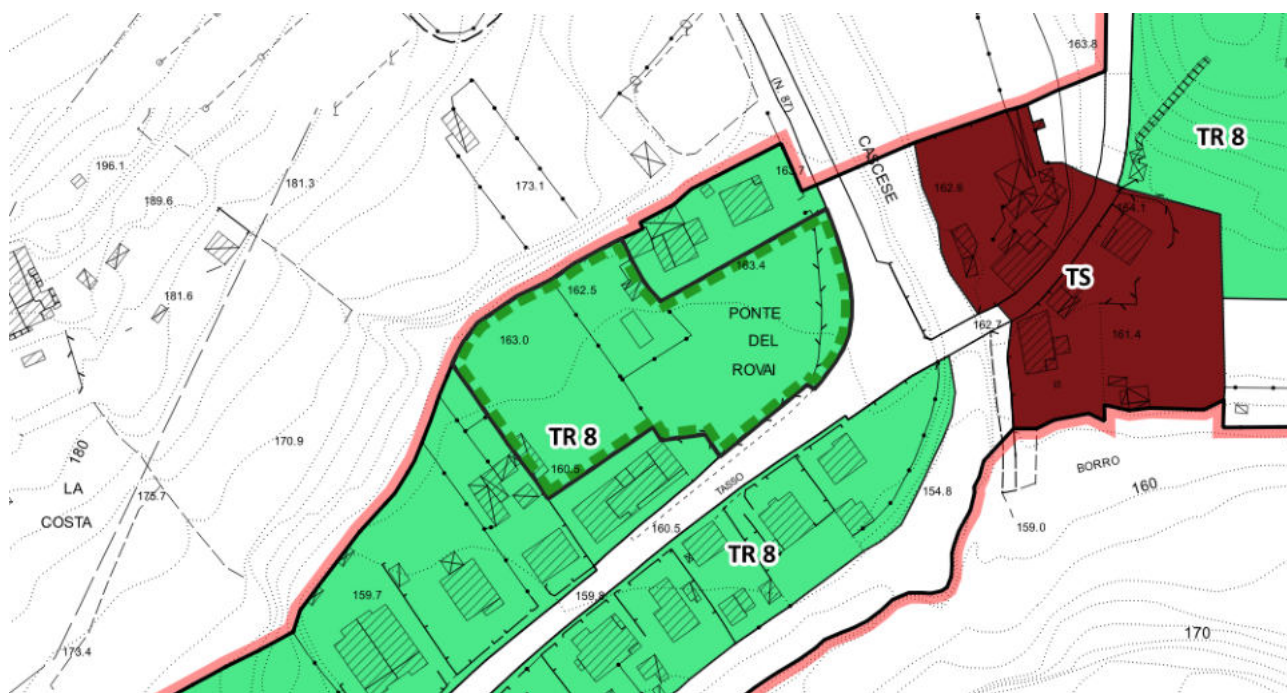 (N. 87)
163.8
CASCESE
TR 8
196.1
181.3
173.1
163.7
162.6
189.6
164.1
TS
163.4
181.6
162.5
PONTE
DEL
ROVAI
162.7
161.4
163.0
TR 8
170.9
180
160.5
BORRO
LA
COSTA
175.7
TASSO
154.8
160
159.0
160.5
TR 8
159.7
159.8
170
173.4